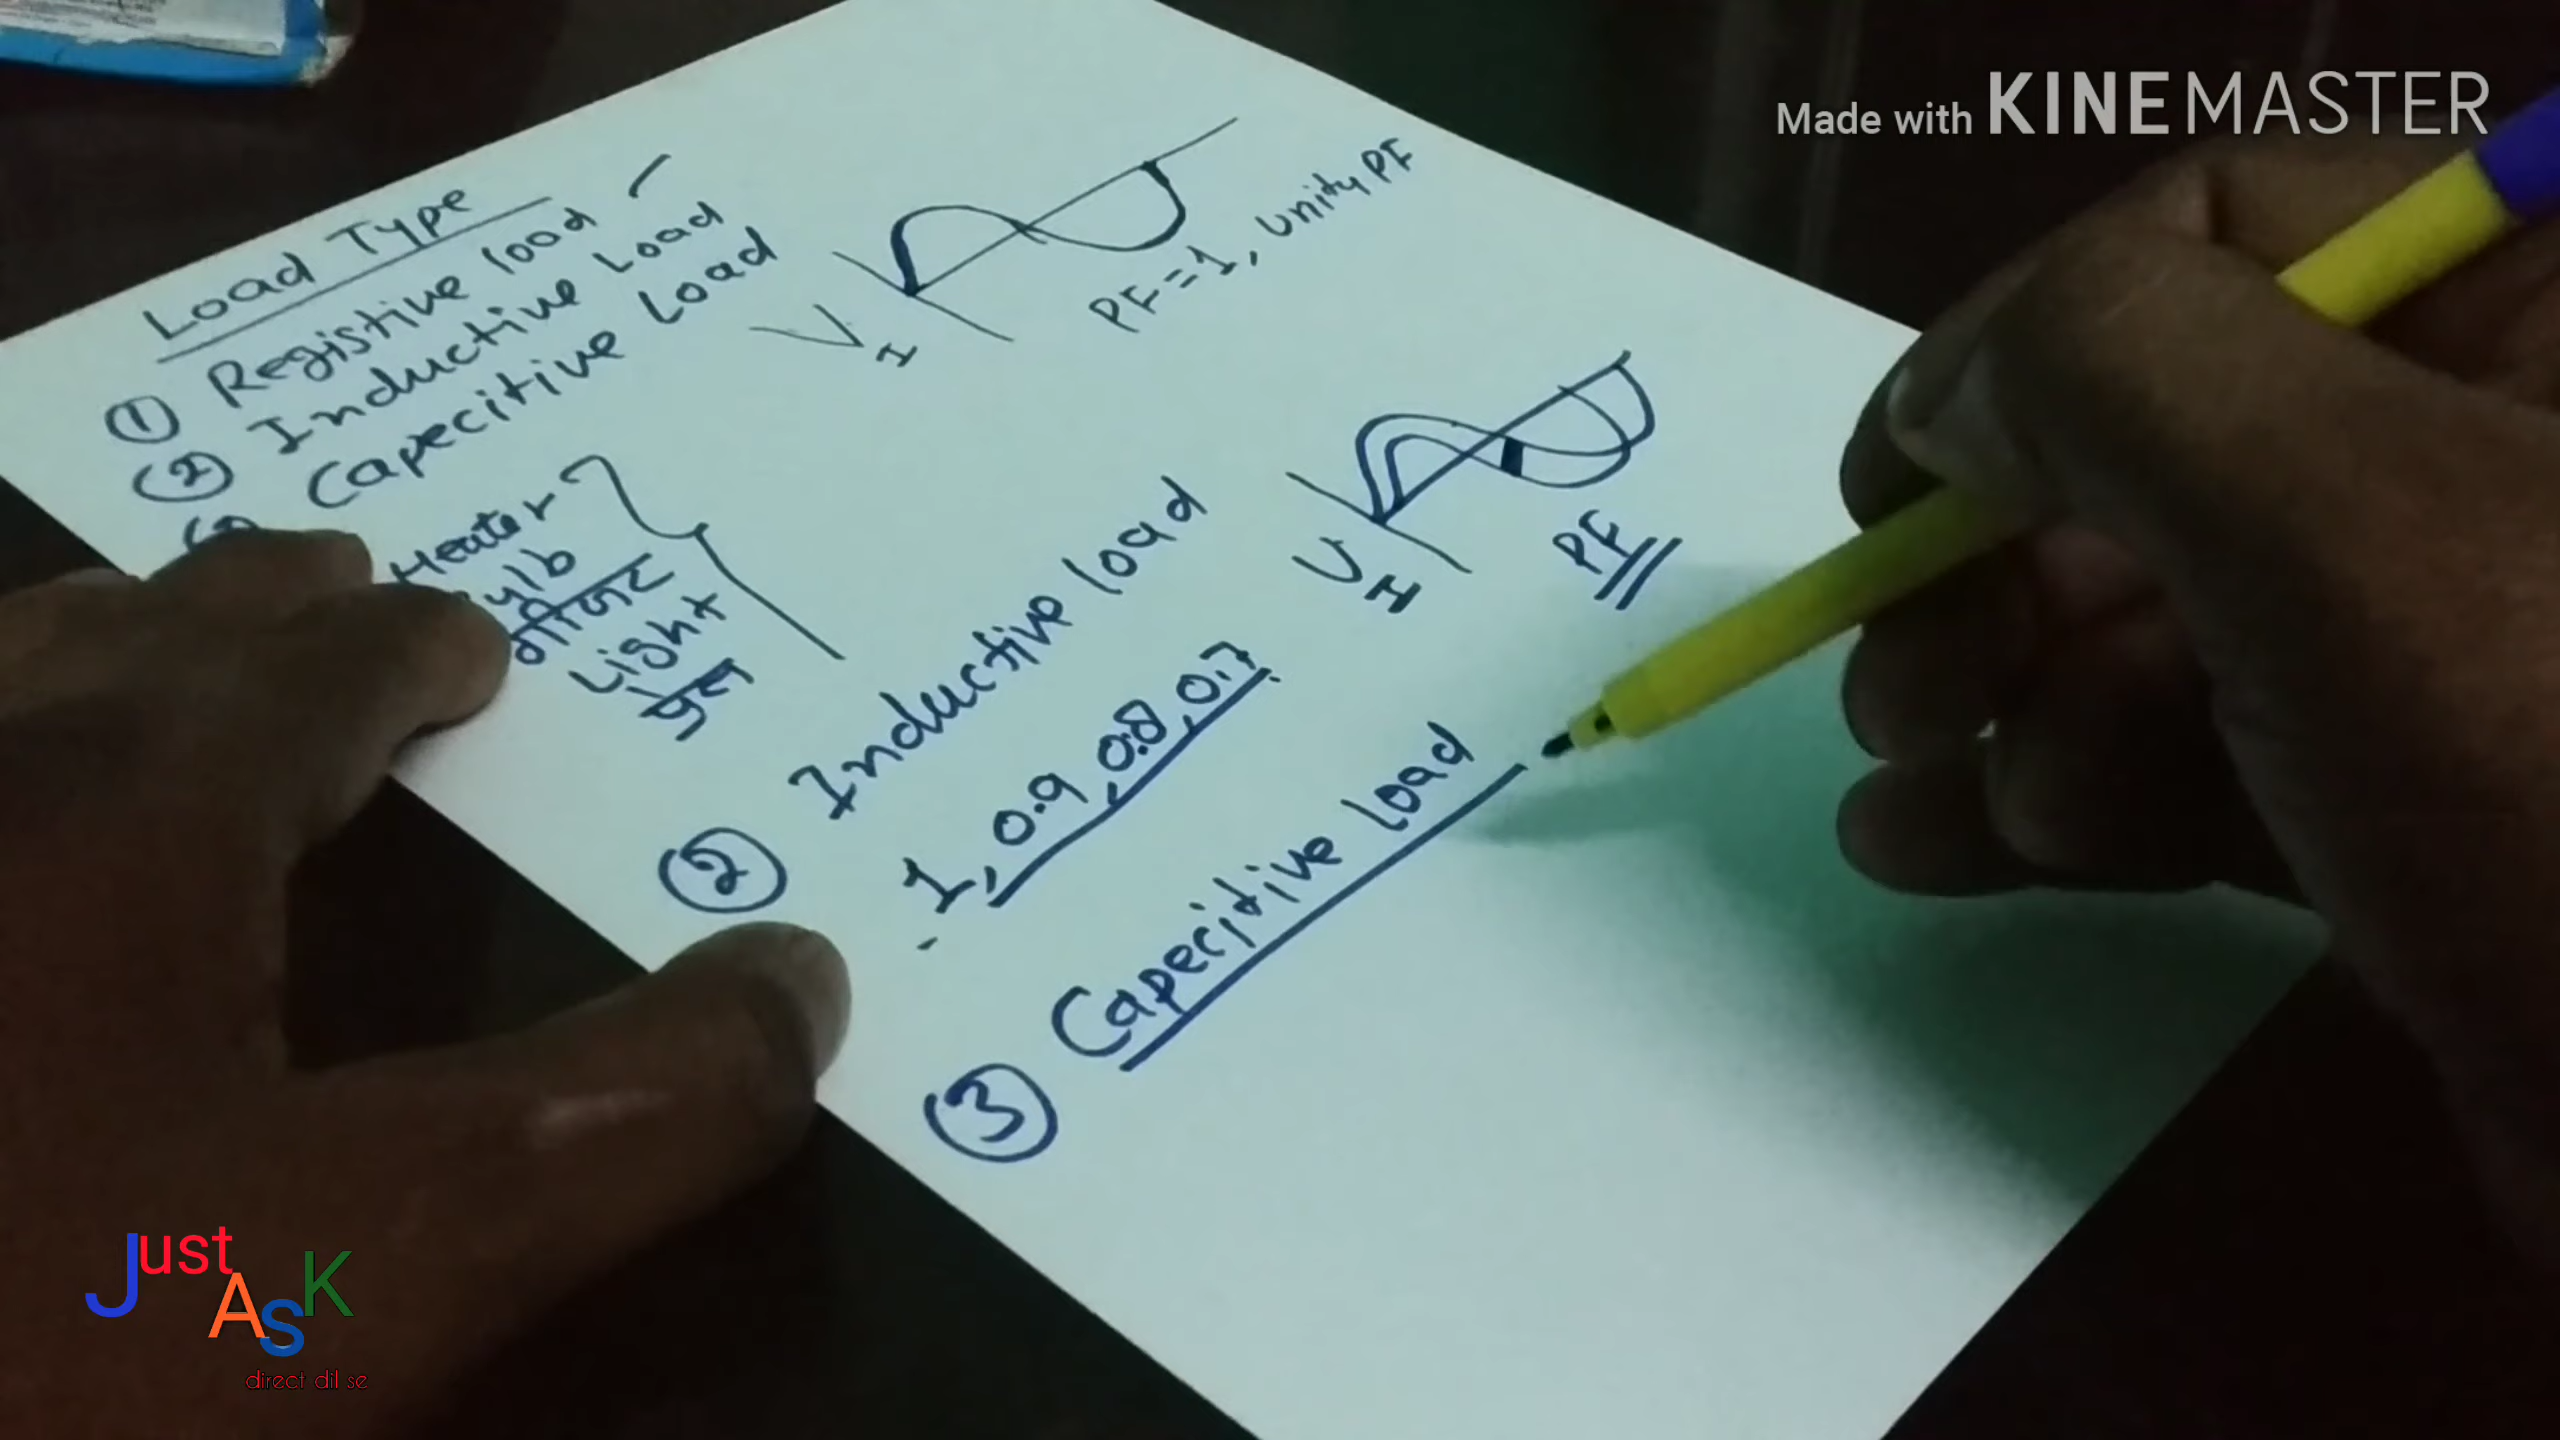 Made with KINEMASTER
Load Type
① Registive load
② Inductive Load
Capecitive Load
Heater
ylb
गीजर
Light
प्रेस
V
I
PF=1, Unity PF
② Inductive load
1, 0.9, 0.8, 0.7
V
I
PF
③ Capecitive load
Just
AsK
direct dil se